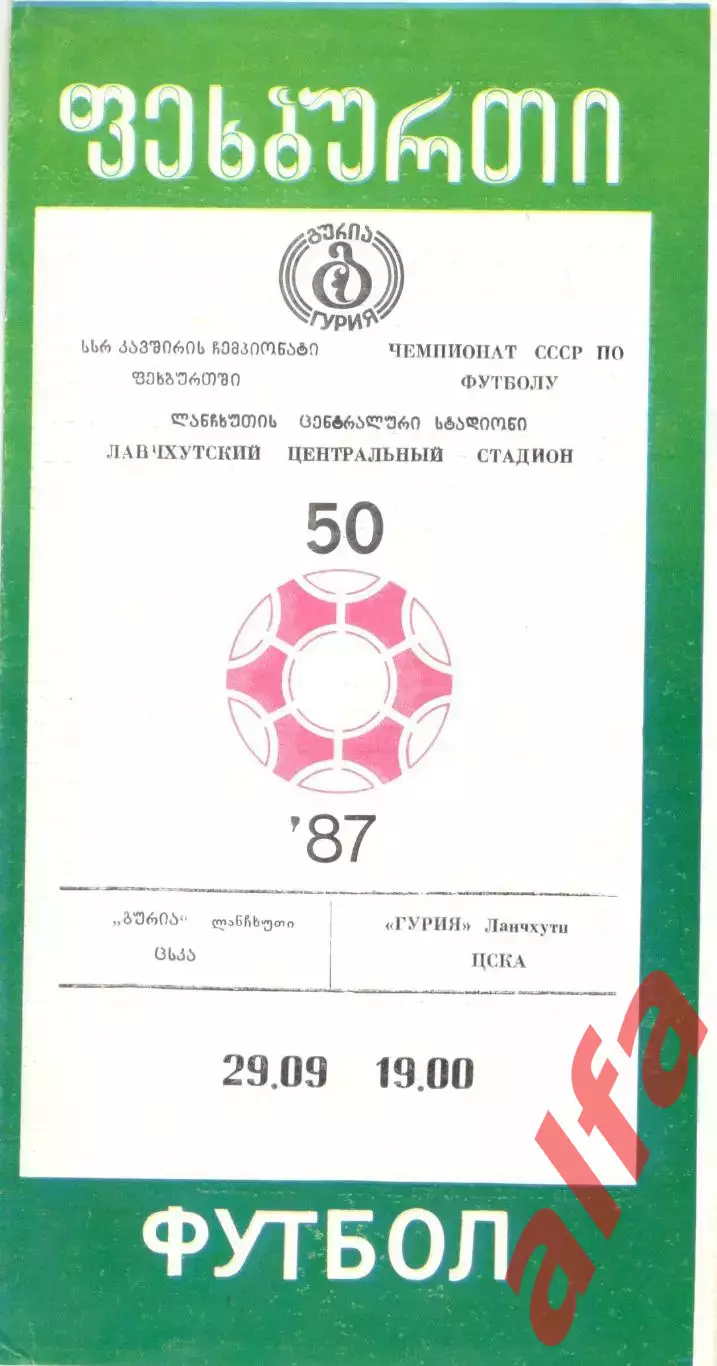 ფეხბურთი
გურია
ГУРИЯ
სსრ კავშირის ჩემპიონატი
ფეხბურთში
ЧЕМПИОНАТ СССР ПО
ФУТБОЛУ
ლანჩხუთის ცენტრალური სტადიონი
ЛАНЧХУТСКИЙ ЦЕНТРАЛЬНЫЙ СТАДИОН
50
'87
„გურია“ ლანჩხუთი
ცსკა
«ГУРИЯ» Ланчхути
ЦСКА
29.09 19.00
ФУТБОЛ
alfa